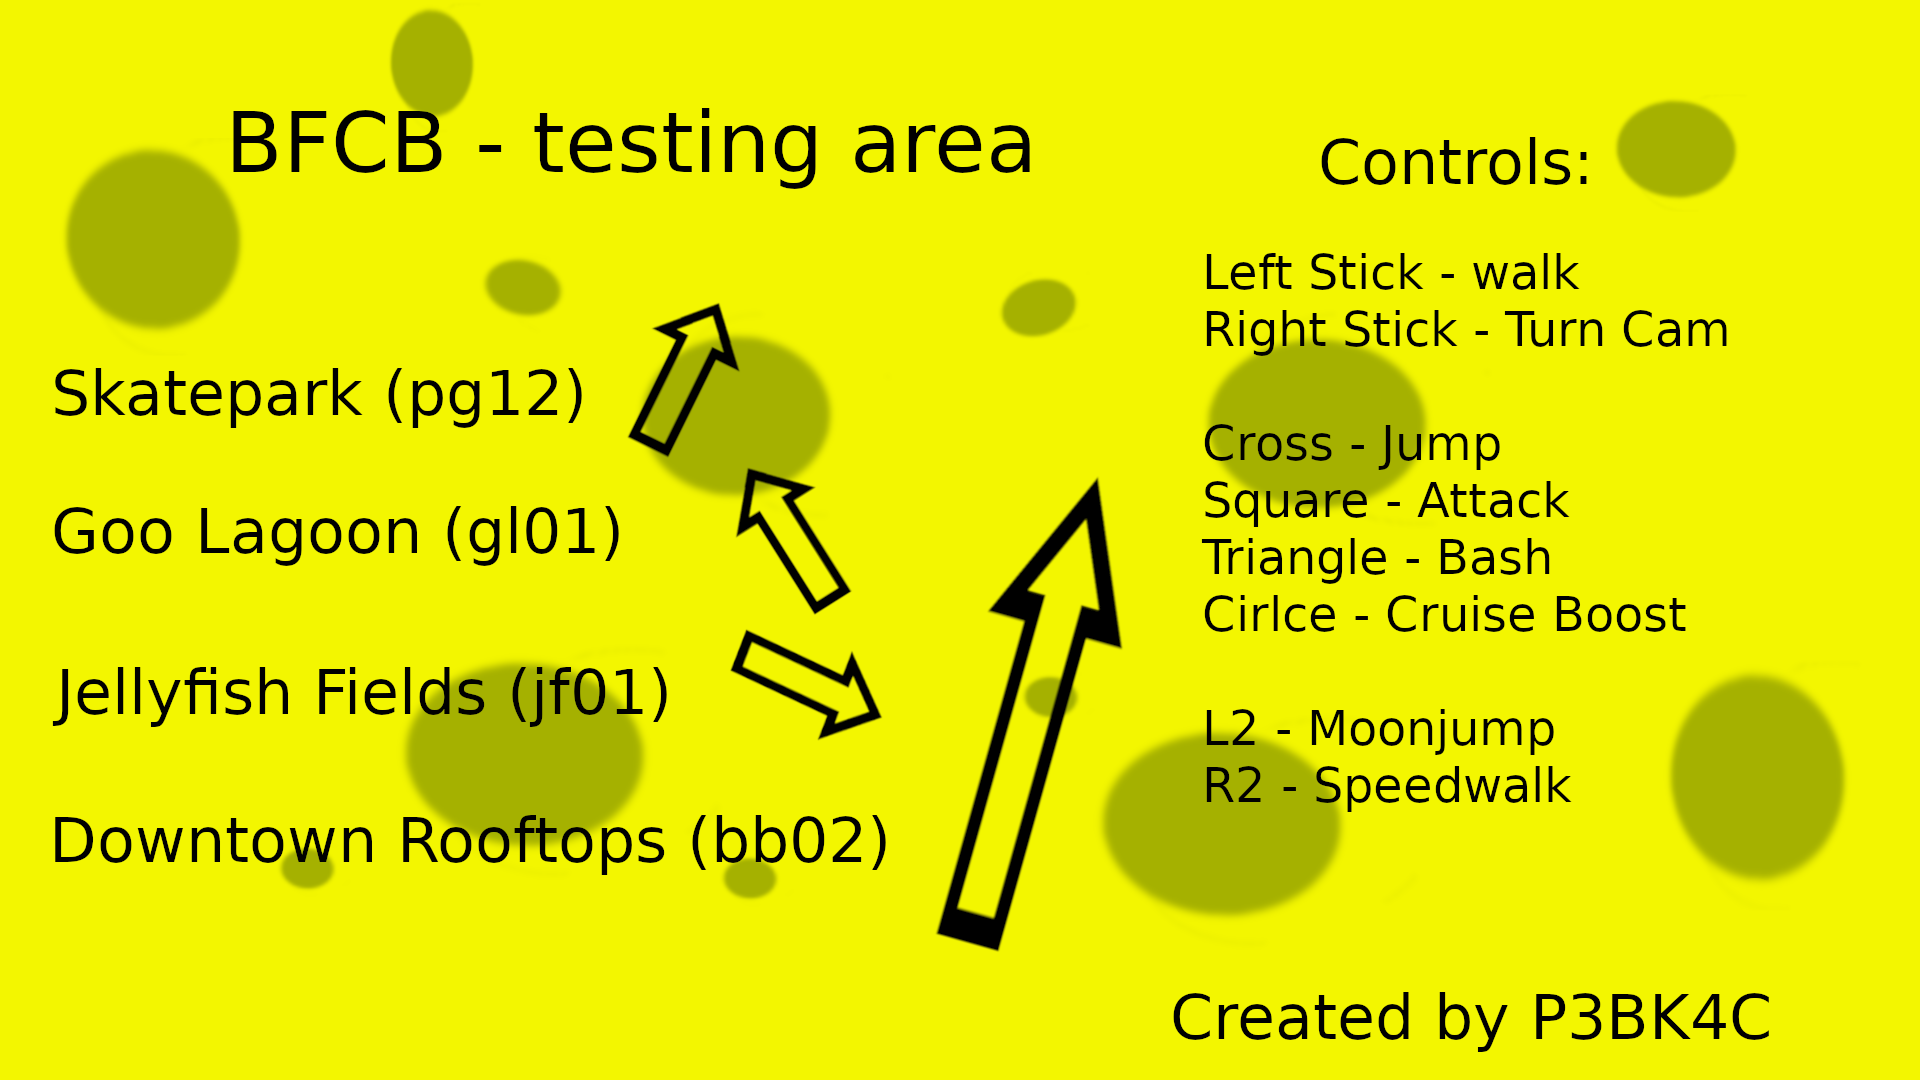 BFCB - testing area
Skatepark (pg12)
Goo Lagoon (gl01)
Jellyfish Fields (jf01)
Downtown Rooftops (bb02)
Controls:
Left Stick - walk
Right Stick - Turn Cam
Cross - Jump
Square - Attack
Triangle - Bash
Cirlce - Cruise Boost
L2 - Moonjump
R2 - Speedwalk
Created by P3BK4C